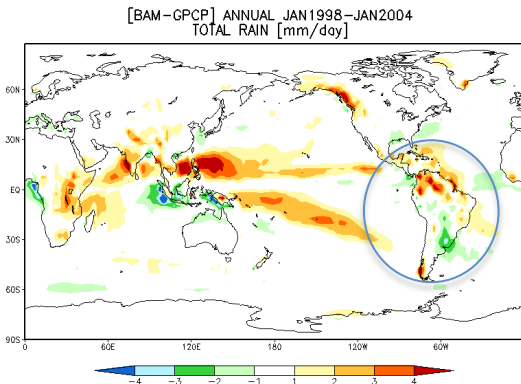 [BAM-GPCP] ANNUAL JAN1998-JAN2004
TOTAL RAIN [mm/day]
60N
30N
EQ
30S
60S
90S
0 60E 120E 180 120W 60W
-4 -3 -2 -1 1 2 3 4